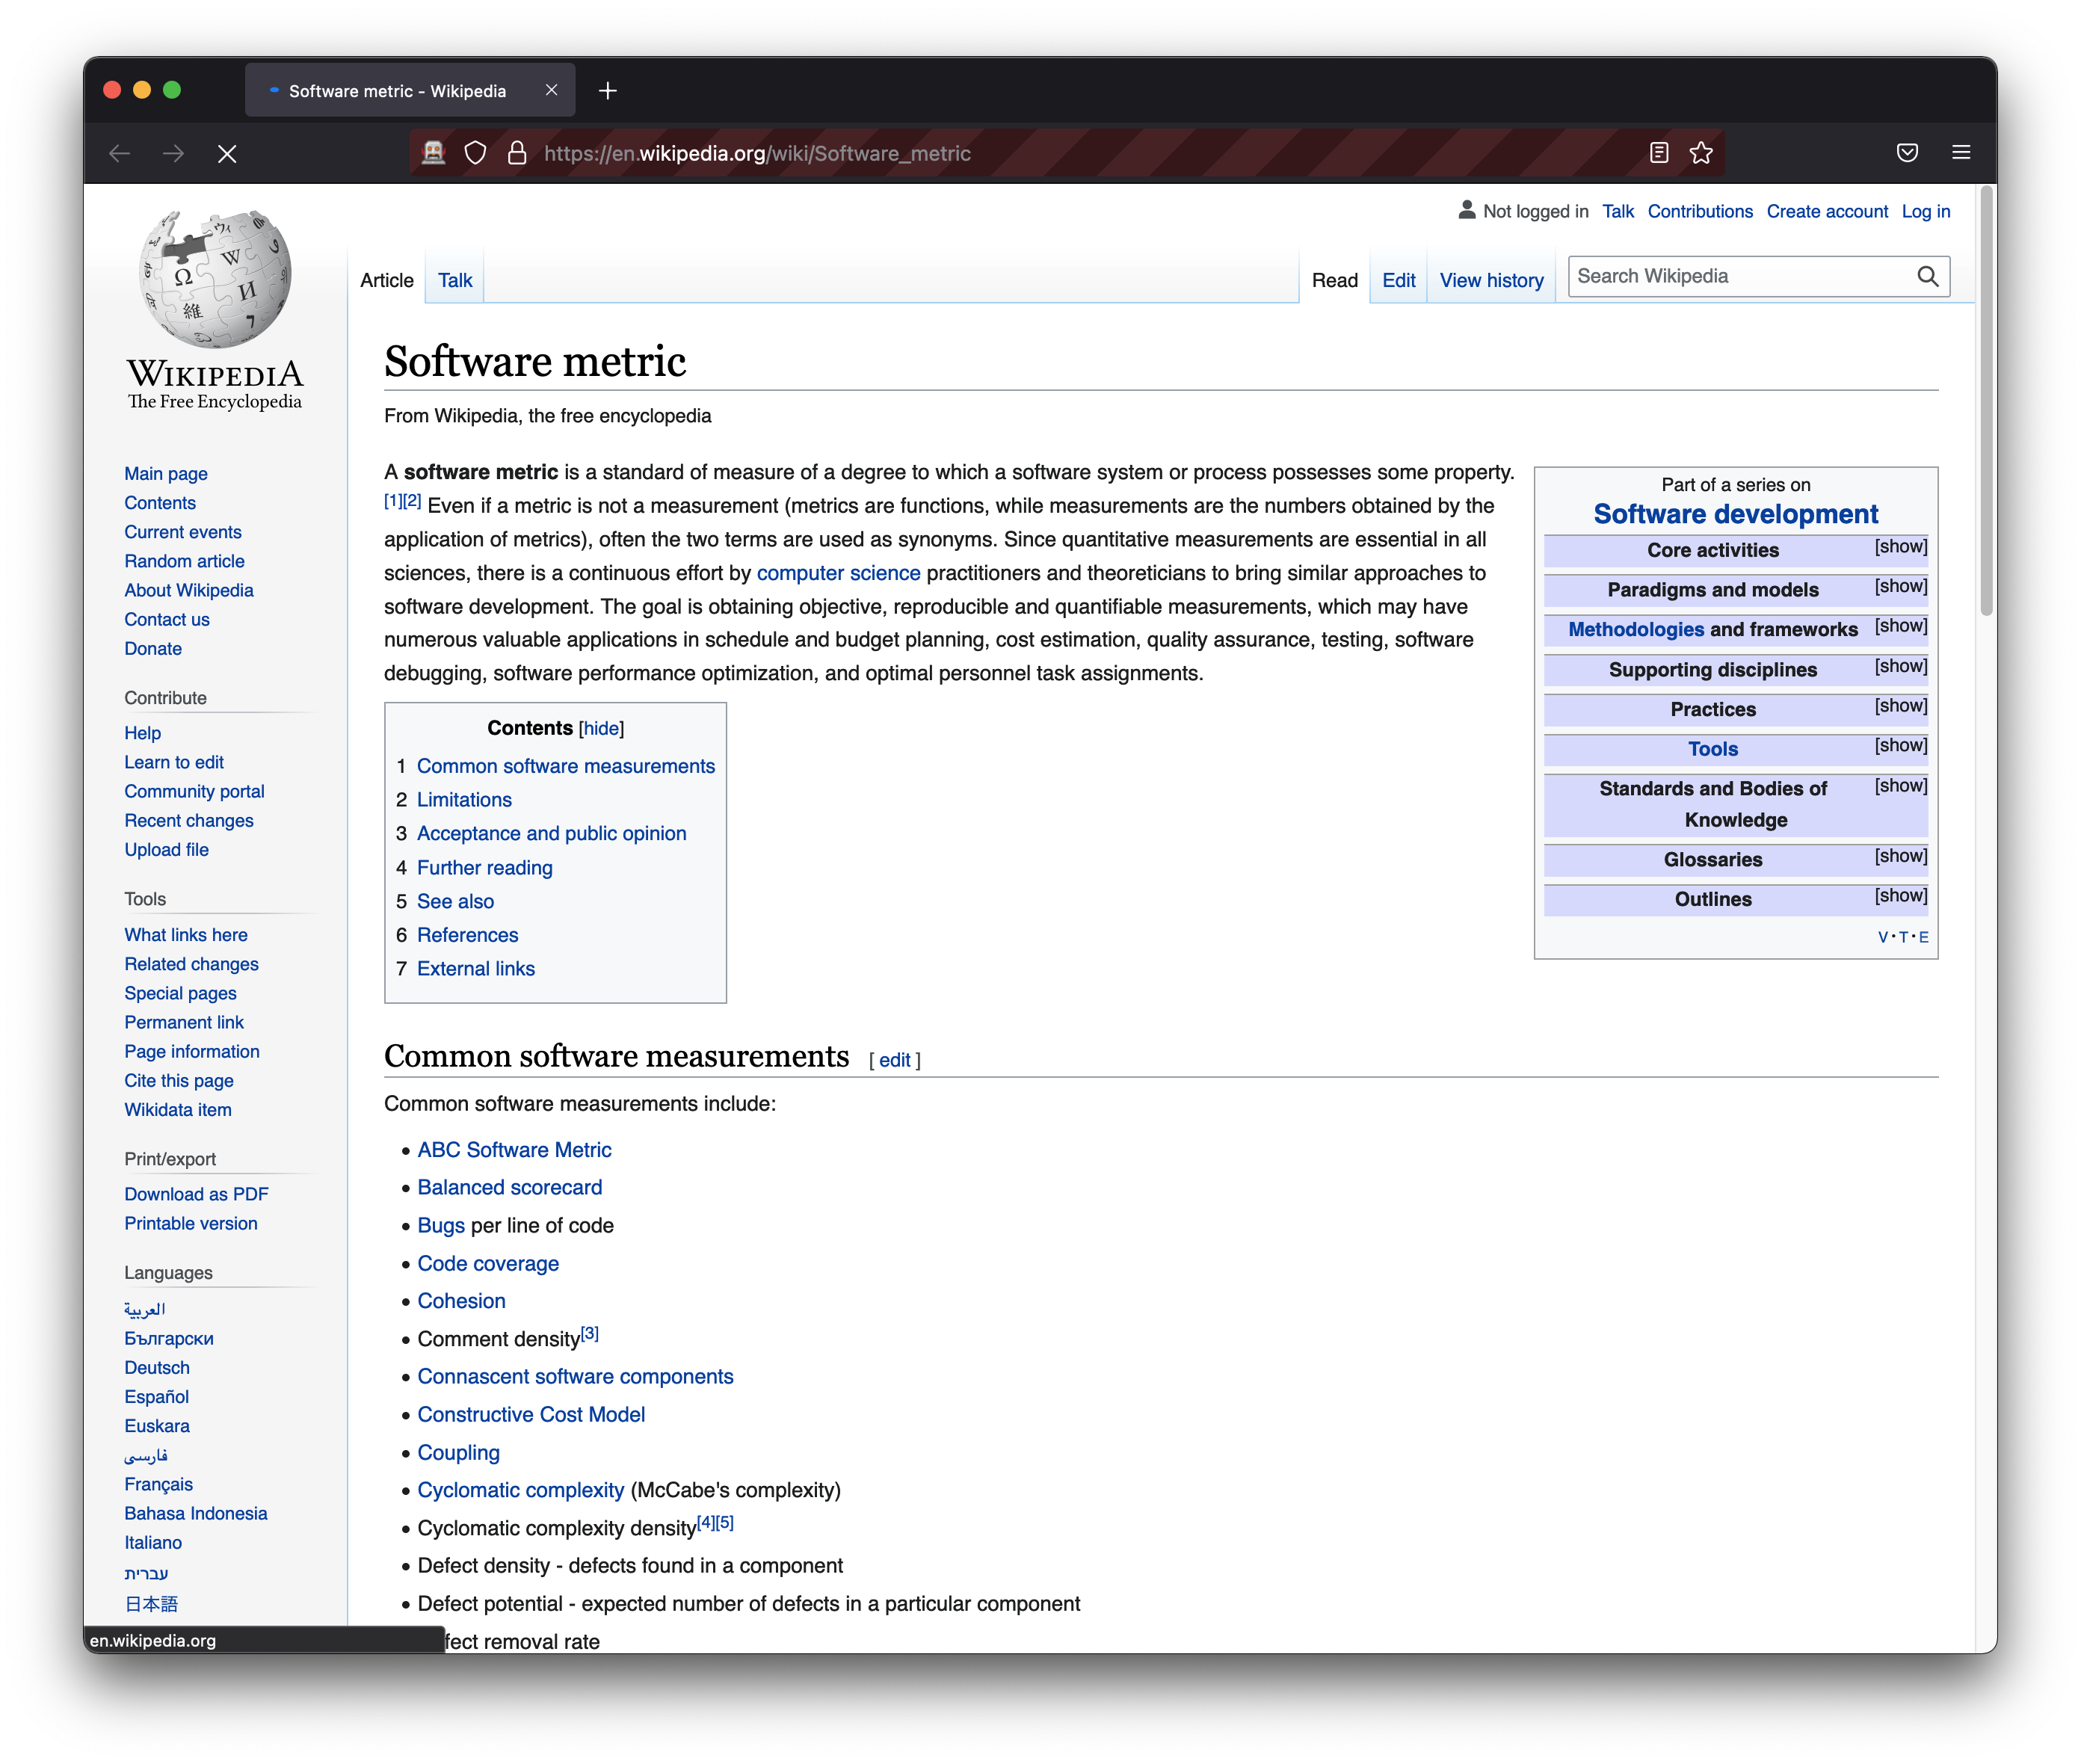 Software metric - Wikipedia
https://en.wikipedia.org/wiki/Software_metric
Not logged in Talk Contributions Create account Log in
Article Talk Read Edit View history Search Wikipedia
WIKIPEDIA
The Free Encyclopedia
Main page
Contents
Current events
Random article
About Wikipedia
Contact us
Donate
Contribute
Help
Learn to edit
Community portal
Recent changes
Upload file
Tools
What links here
Related changes
Special pages
Permanent link
Page information
Cite this page
Wikidata item
Print/export
Download as PDF
Printable version
Languages
العربية
Български
Deutsch
Español
Euskara
فارسی
Français
Bahasa Indonesia
Italiano
עברית
日本語
en.wikipedia.org
Software metric
From Wikipedia, the free encyclopedia
A software metric is a standard of measure of a degree to which a software system or process possesses some property.
[1][2] Even if a metric is not a measurement (metrics are functions, while measurements are the numbers obtained by the
application of metrics), often the two terms are used as synonyms. Since quantitative measurements are essential in all
sciences, there is a continuous effort by computer science practitioners and theoreticians to bring similar approaches to
software development. The goal is obtaining objective, reproducible and quantifiable measurements, which may have
numerous valuable applications in schedule and budget planning, cost estimation, quality assurance, testing, software
debugging, software performance optimization, and optimal personnel task assignments.
Part of a series on
Software development
Core activities [show]
Paradigms and models [show]
Methodologies and frameworks [show]
Supporting disciplines [show]
Practices [show]
Tools [show]
Standards and Bodies of [show]
Knowledge
Glossaries [show]
Outlines [show]
V · T · E
Contents [hide]
1 Common software measurements
2 Limitations
3 Acceptance and public opinion
4 Further reading
5 See also
6 References
7 External links
Common software measurements [ edit ]
Common software measurements include:
• ABC Software Metric
• Balanced scorecard
• Bugs per line of code
• Code coverage
• Cohesion
• Comment density[3]
• Connascent software components
• Constructive Cost Model
• Coupling
• Cyclomatic complexity (McCabe's complexity)
• Cyclomatic complexity density[4][5]
• Defect density - defects found in a component
• Defect potential - expected number of defects in a particular component
fect removal rate